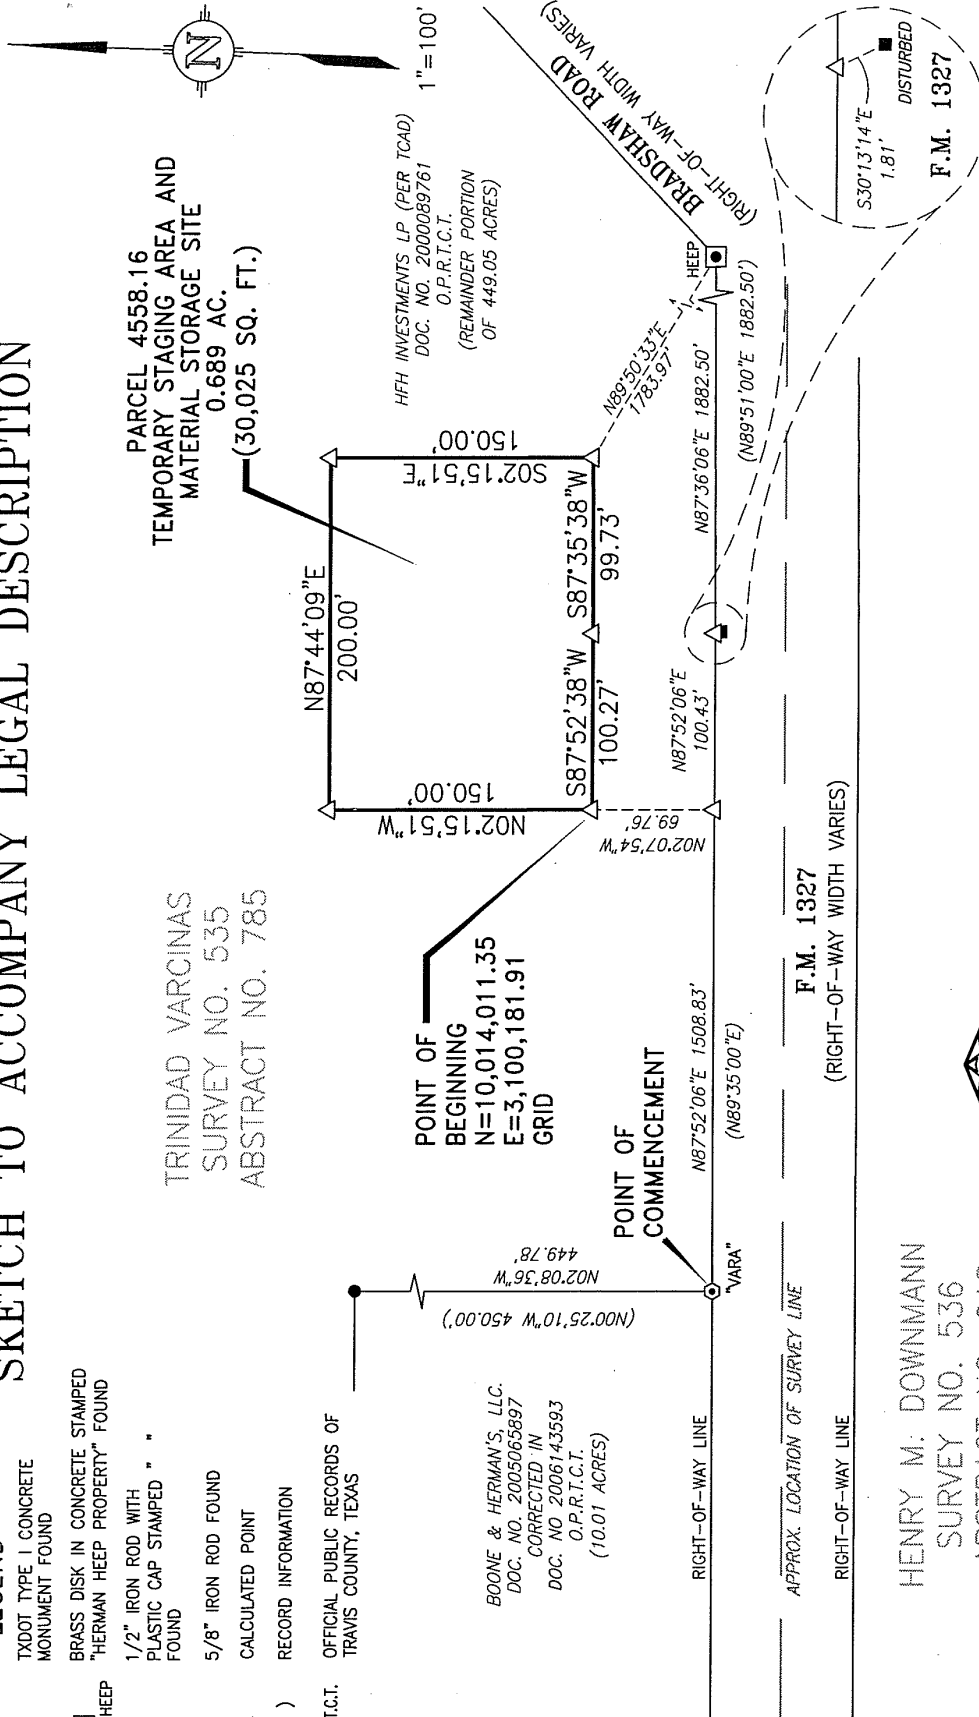 SKETCH TO ACCOMPANY LEGAL DESCRIPTION
TXDOT TYPE I CONCRETE
MONUMENT FOUND
HEEP
BRASS DISK IN CONCRETE STAMPED
"HERMAN HEEP PROPERTY" FOUND
1/2" IRON ROD WITH
PLASTIC CAP STAMPED " "
FOUND
5/8" IRON ROD FOUND
CALCULATED POINT
)
RECORD INFORMATION
T.C.T.
OFFICIAL PUBLIC RECORDS OF
TRAVIS COUNTY, TEXAS
TRINIDAD VARCINAS
SURVEY NO. 535
ABSTRACT NO. 785
PARCEL 4558.16
TEMPORARY STAGING AREA AND
MATERIAL STORAGE SITE
0.689 AC.
(30,025 SQ. FT.)
N
1"=100'
HFH INVESTMENTS LP (PER TCAD)
DOC. NO. 2000089761
O.P.R.T.C.T.
(REMAINDER PORTION
OF 449.05 ACRES)
N87°44'09"E
200.00'
N02°15'51"W
150.00'
S02°15'51"E
150.00'
S87°52'38"W
100.27'
S87°35'38"W
99.73'
POINT OF
BEGINNING
N=10,014,011.35
E=3,100,181.91
GRID
N02°07'54"W
69.76'
N89°50'33"E
1783.97'
HEEP
BRADSHAW ROAD
(RIGHT-OF-WAY WIDTH VARIES)
POINT OF
COMMENCEMENT
"VARA"
(N00°25'10"W 450.00')
N02°08'36"W
449.78'
BOONE & HERMAN'S, LLC.
DOC. NO. 2005065897
CORRECTED IN
DOC. NO 2006143593
O.P.R.T.C.T.
(10.01 ACRES)
N87°52'06"E 1508.83'
(N89°35'00"E)
N87°52'06"E
100.43'
N87°36'06"E 1882.50'
(N89°51'00"E 1882.50')
S30°13'14"E
1.81'
DISTURBED
F.M. 1327
RIGHT-OF-WAY LINE
APPROX. LOCATION OF SURVEY LINE
F.M. 1327
(RIGHT-OF-WAY WIDTH VARIES)
RIGHT-OF-WAY LINE
HENRY M. DOWNMANN
SURVEY NO. 536